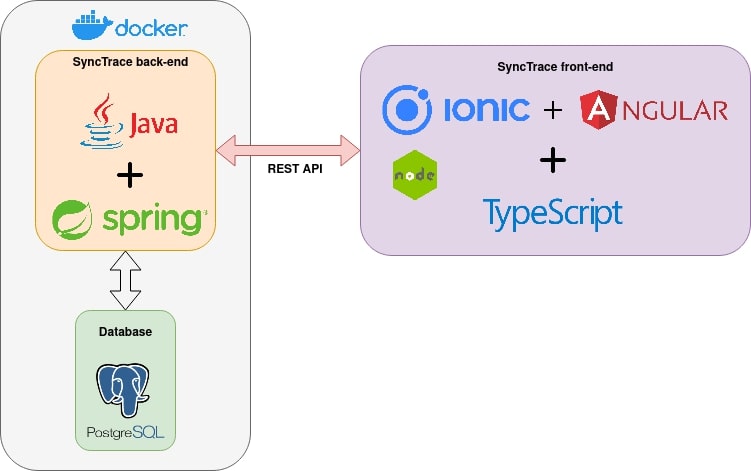 docker
SyncTrace back-end
Java
+
spring
Database
PostgreSQL
REST API
SyncTrace front-end
IONIC + ANGULAR
node
+
TypeScript